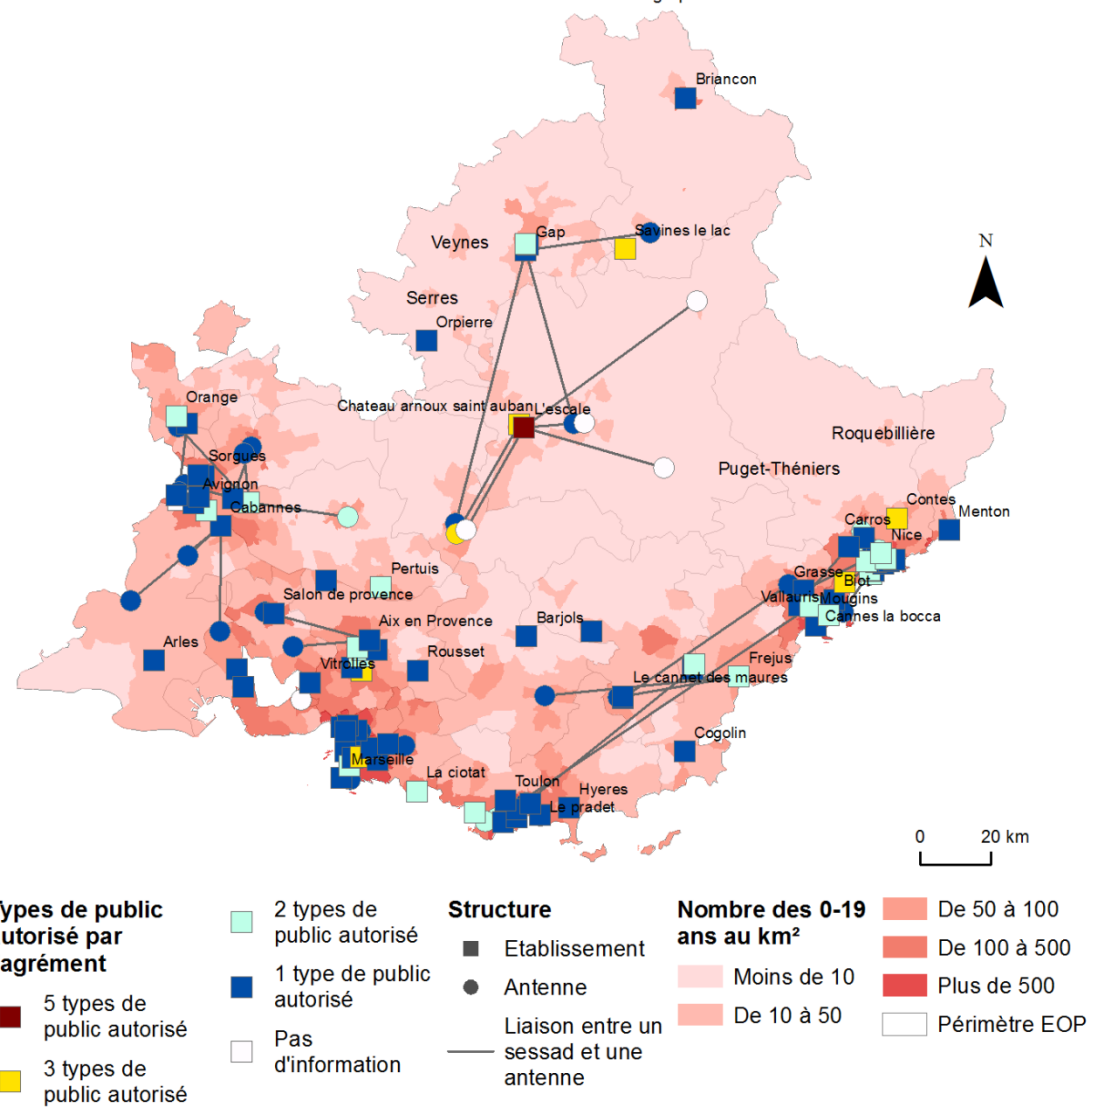 Briancon
Gap
Savines le lac
Veynes
Serres
Orpierre
N
Orange
Chateau arnoux saint auban
L'escale
Roquebillière
Sorgues
Puget-Théniers
Avignon
Cabannes
Contes
Menton
Carros
Nice
Pertuis
Grasse
Biot
Salon de provence
Vallauris
Mougins
Aix en Provence
Barjols
Cannes la bocca
Arles
Rousset
Vitrolles
Frejus
Le cannet des maures
Cogolin
Marseille
La ciotat
Toulon
Hyeres
Le pradet
0 20 km
ypes de public
utorisé par
agrément
5 types de
public autorisé
3 types de
public autorisé
2 types de
public autorisé
1 type de public
autorisé
Pas
d'information
Structure
Etablissement
Antenne
Liaison entre un
sessad et une
antenne
Nombre des 0-19
ans au km²
Moins de 10
De 10 à 50
De 50 à 100
De 100 à 500
Plus de 500
Périmètre EOP